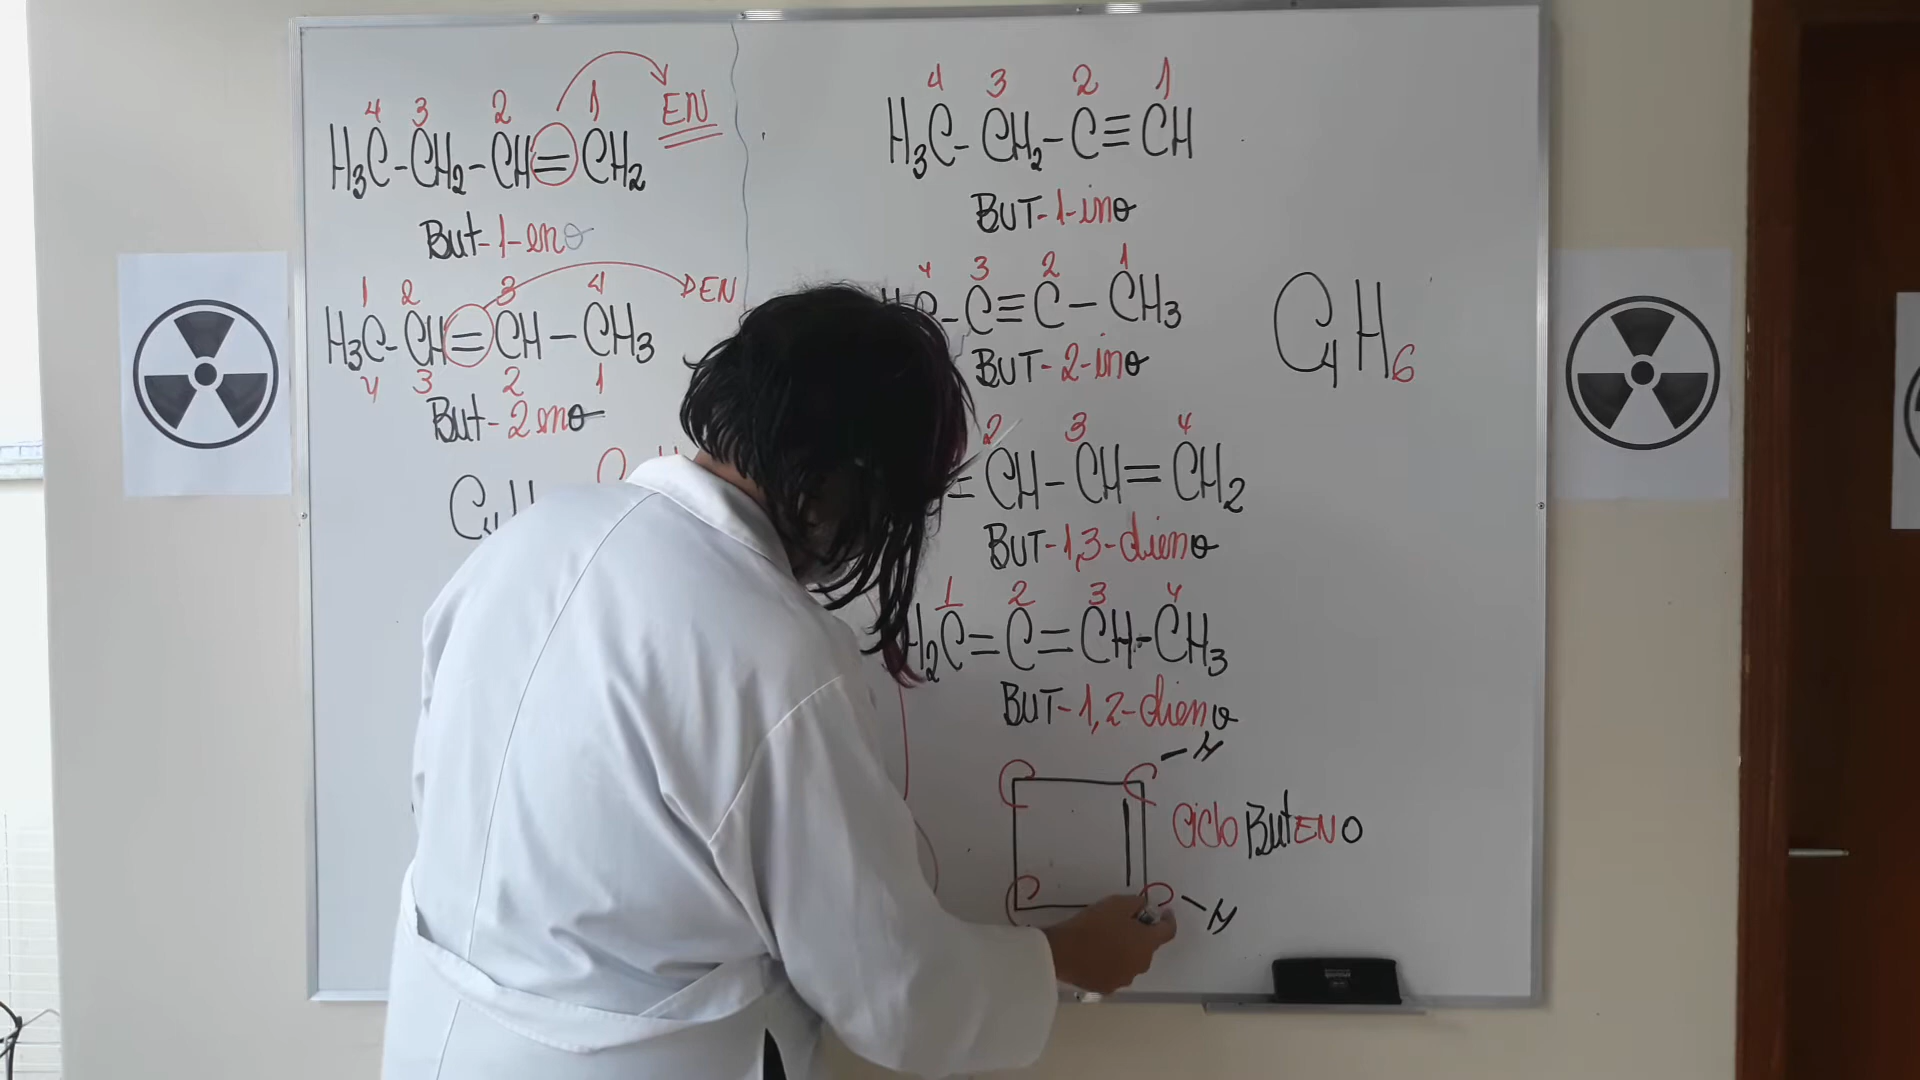 4 3 2 1 EN
H₃C-CH₂-CH=CH₂
But-1-eno
1 2 3 4 EN
H₃C-CH=CH-CH₃
4 3 2 1
But-2eno
4 3 2 1
H₃C-CH₂-C≡CH
BUT-1-ino
4 3 2 1
C-C≡C-CH₃
BUT-2-ino
C₄H₆
2 3 4
=CH-CH=CH₂
BUT-1,3-dieno
1 2 3 4
H₂C=C=CH-CH₃
BUT-1,2-dieno
C C-H
CicloButENO
C C-H